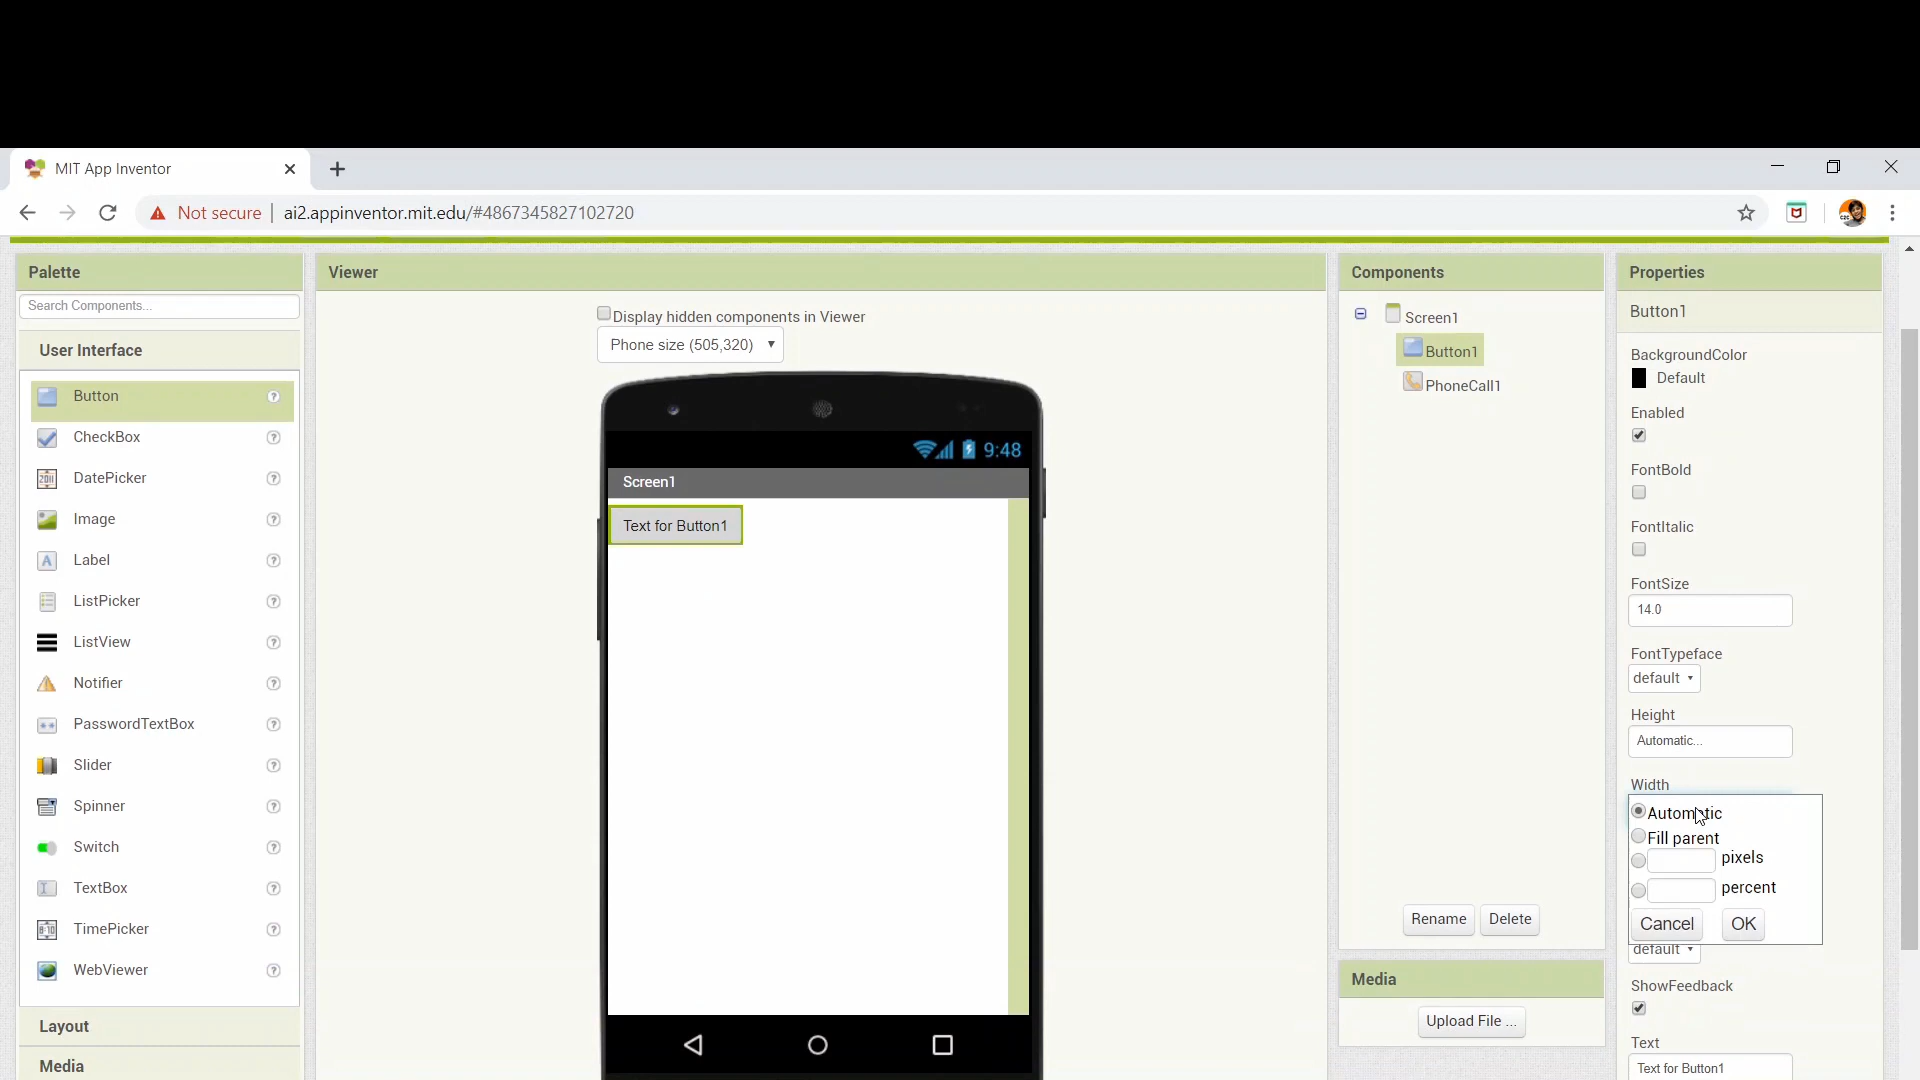 MIT App Inventor
Not secure | ai2.appinventor.mit.edu/#4867345827102720
Palette
Search Components...
User Interface
Button ?
CheckBox ?
DatePicker ?
Image ?
Label ?
ListPicker ?
ListView ?
Notifier ?
PasswordTextBox ?
Slider ?
Spinner ?
Switch ?
TextBox ?
TimePicker ?
WebViewer ?
Layout
Media
Viewer
Display hidden components in Viewer
Phone size (505,320)
9:48
Screen1
Text for Button1
Components
Screen1
Button1
PhoneCall1
Rename Delete
Media
Upload File ...
Properties
Button1
BackgroundColor
Default
Enabled
FontBold
FontItalic
FontSize
14.0
FontTypeface
default
Height
Automatic...
Width
Automatic
Fill parent
pixels
percent
Cancel OK
default
ShowFeedback
Text
Text for Button1